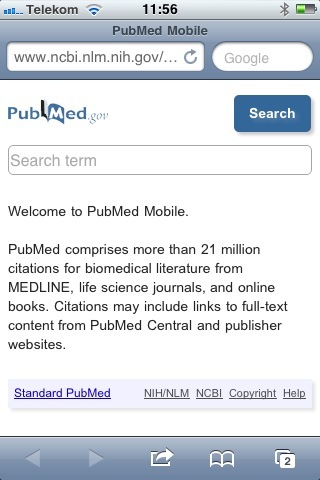 Telekom 11:56
PubMed Mobile
www.ncbi.nlm.nih.gov/... Google
PubMed.gov Search
Search term
Welcome to PubMed Mobile.
PubMed comprises more than 21 million
citations for biomedical literature from
MEDLINE, life science journals, and online
books. Citations may include links to full-text
content from PubMed Central and publisher
websites.
Standard PubMed NIH/NLM NCBI Copyright Help
2